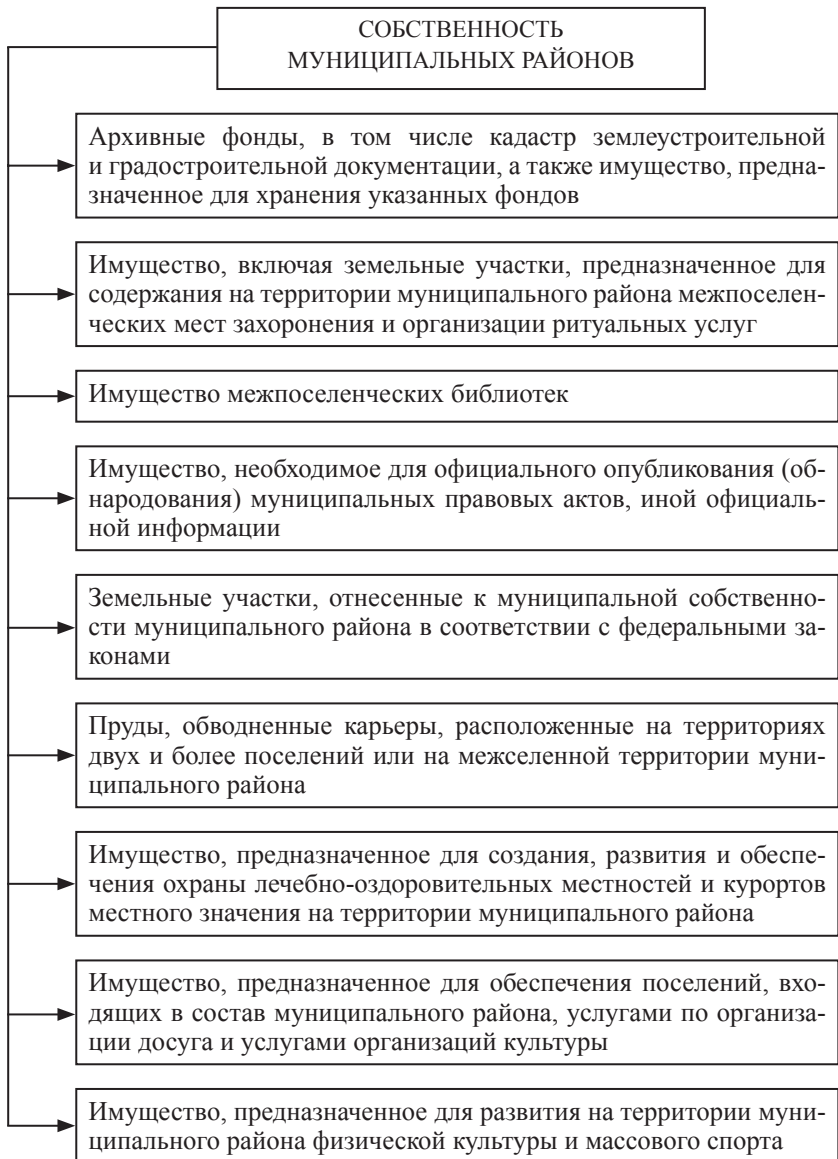 СОБСТВЕННОСТЬ
МУНИЦИПАЛЬНЫХ РАЙОНОВ
Архивные фонды, в том числе кадастр землеустроительной
и градостроительной документации, а также имущество, предна-
значенное для хранения указанных фондов
Имущество, включая земельные участки, предназначенное для
содержания на территории муниципального района межпоселен-
ческих мест захоронения и организации ритуальных услуг
Имущество межпоселенческих библиотек
Имущество, необходимое для официального опубликования (об-
народования) муниципальных правовых актов, иной официаль-
ной информации
Земельные участки, отнесенные к муниципальной собственно-
сти муниципального района в соответствии с федеральными за-
конами
Пруды, обводненные карьеры, расположенные на территориях
двух и более поселений или на межселенной территории муни-
ципального района
Имущество, предназначенное для создания, развития и обеспе-
чения охраны лечебно-оздоровительных местностей и курортов
местного значения на территории муниципального района
Имущество, предназначенное для обеспечения поселений, вхо-
дящих в состав муниципального района, услугами по организа-
ции досуга и услугами организаций культуры
Имущество, предназначенное для развития на территории муни-
ципального района физической культуры и массового спорта